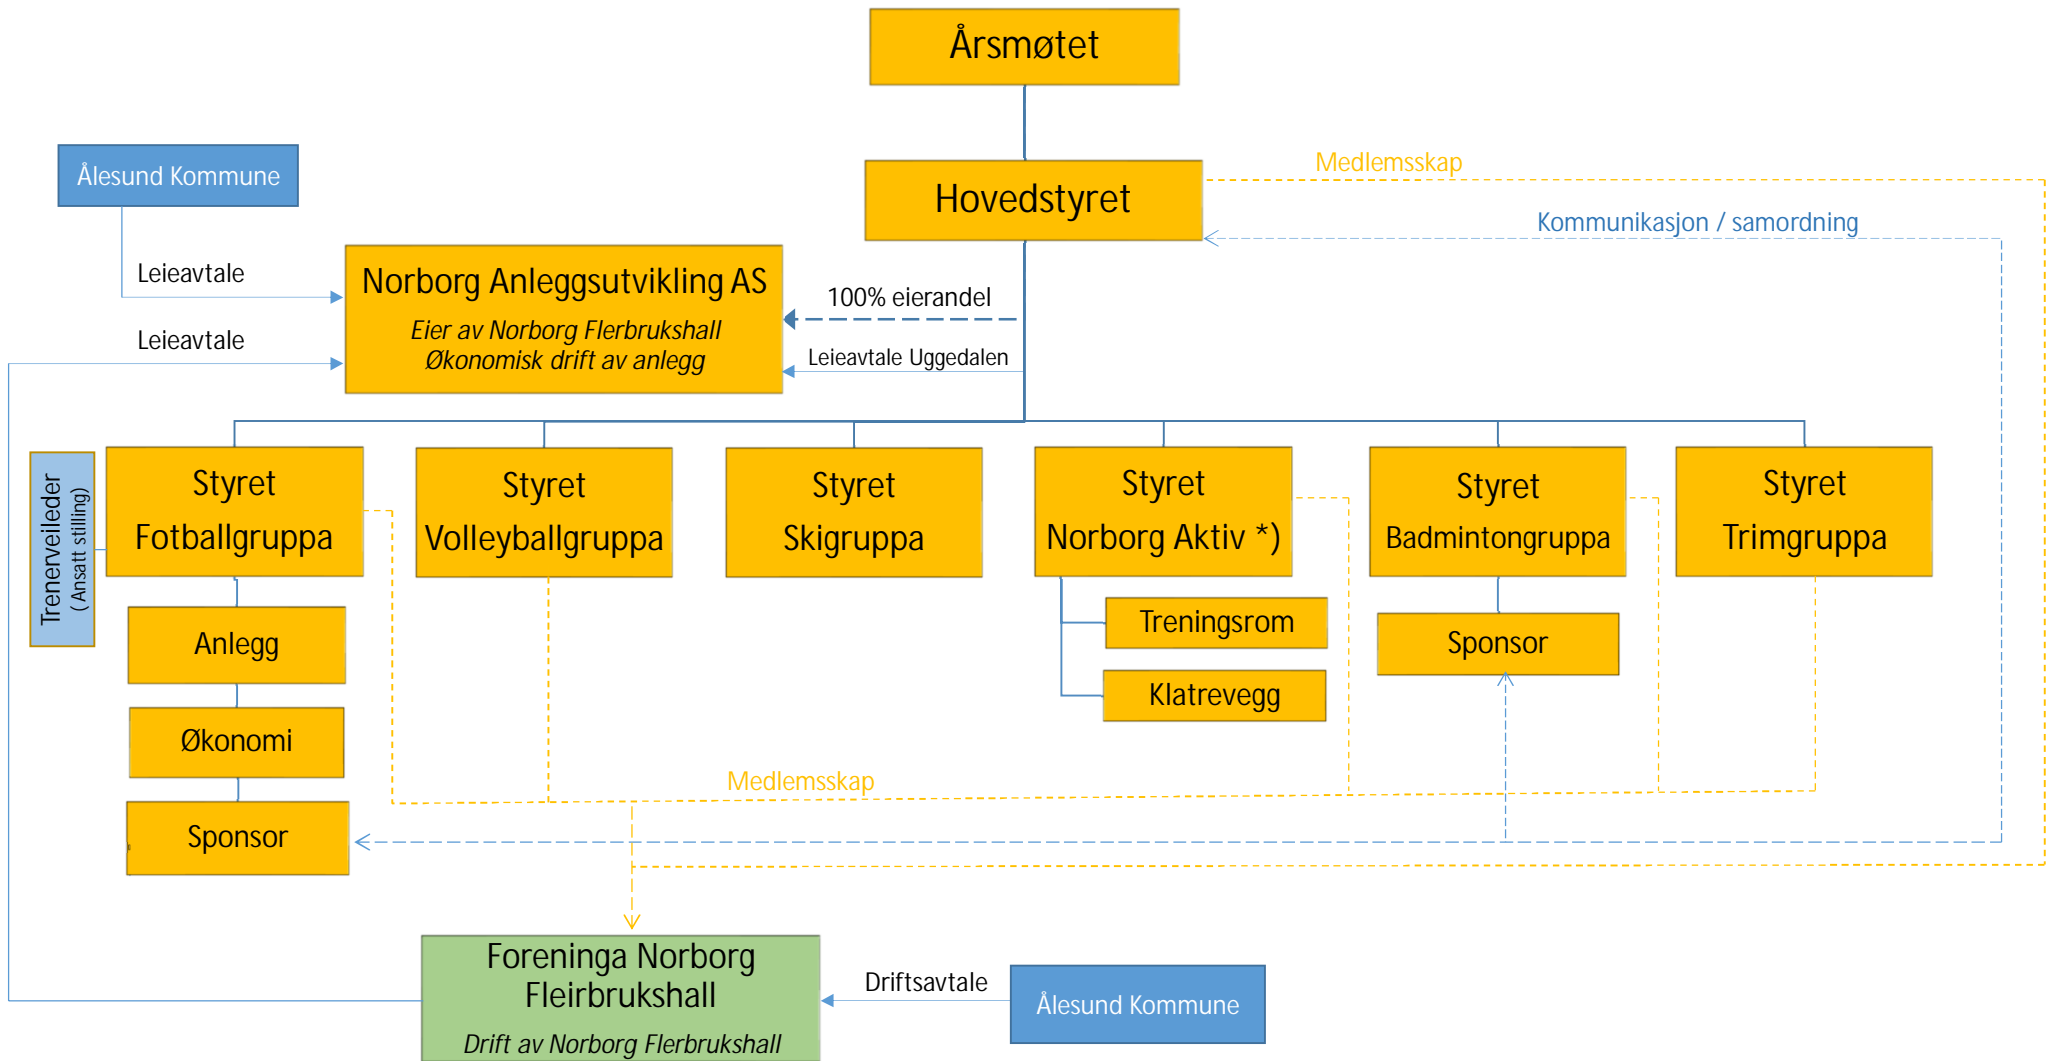 Årsmøtet
Ålesund Kommune
Hovedstyret
Medlemsskap
Kommunikasjon / samordning
Leieavtale
Leieavtale
Norborg Anleggsutvikling AS
Eier av Norborg Flerbrukshall
Økonomisk drift av anlegg
100% eierandel
Leieavtale Uggedalen
Trenerveileder
( Ansatt stilling)
Styret
Fotballgruppa
Styret
Volleyballgruppa
Styret
Skigruppa
Styret
Norborg Aktiv *)
Styret
Badmintongruppa
Styret
Trimgruppa
Anlegg
Økonomi
Sponsor
Treningsrom
Klatrevegg
Sponsor
Medlemsskap
Foreninga Norborg
Fleirbrukshall
Drift av Norborg Flerbrukshall
Driftsavtale
Ålesund Kommune